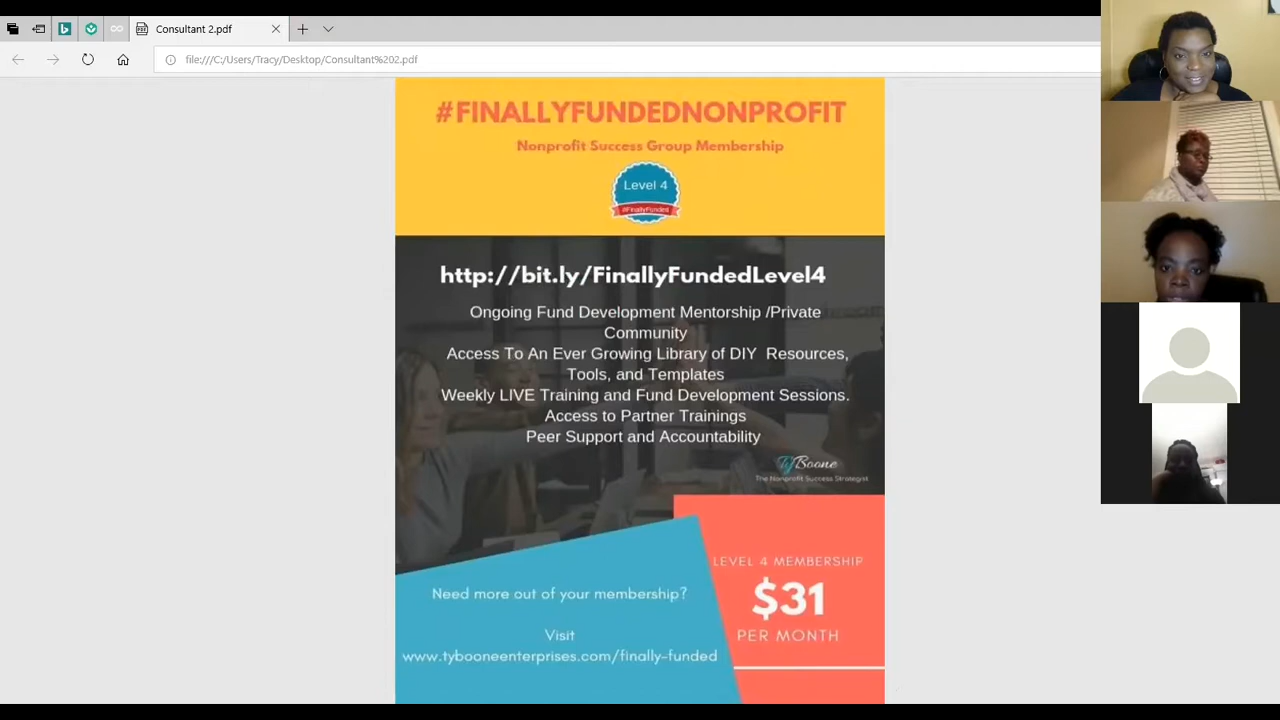 Consultant 2.pdf
file:///C:/Users/Tracy/Desktop/Consultant%202.pdf
#FINALLYFUNDEDNONPROFIT
Nonprofit Success Group Membership
Level 4
#FinallyFunded
http://bit.ly/FinallyFundedLevel4
Ongoing Fund Development Mentorship /Private
Community
Access To An Ever Growing Library of DIY Resources,
Tools, and Templates
Weekly LIVE Training and Fund Development Sessions.
Access to Partner Trainings
Peer Support and Accountability
TyBoone
The Nonprofit Success Strategist
LEVEL 4 MEMBERSHIP
$31
PER MONTH
Need more out of your membership?
Visit
www.tybooneenterprises.com/finally-funded